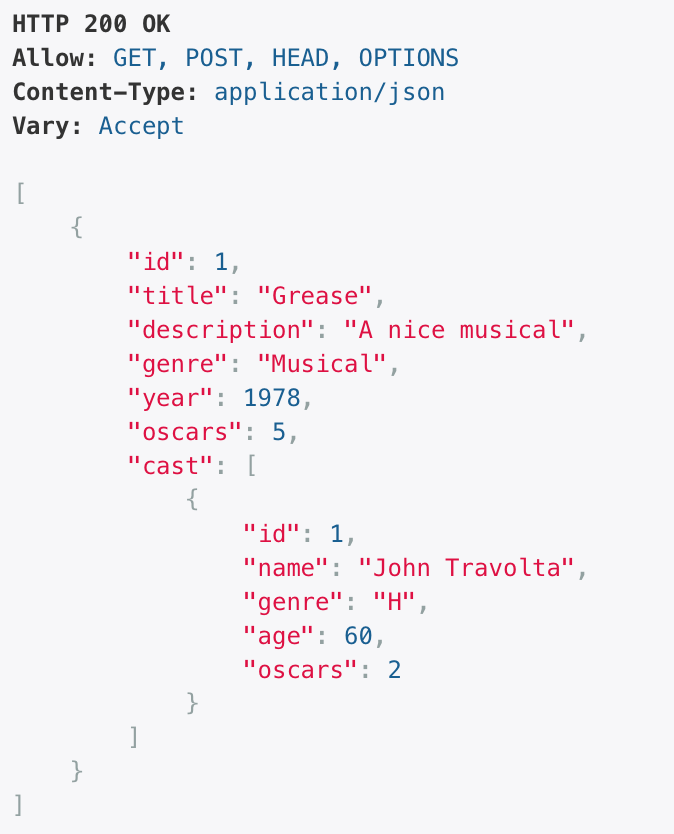 HTTP 200 OK
Allow: GET, POST, HEAD, OPTIONS
Content-Type: application/json
Vary: Accept
[
{
"id": 1,
"title": "Grease",
"description": "A nice musical",
"genre": "Musical",
"year": 1978,
"oscars": 5,
"cast": [
{
"id": 1,
"name": "John Travolta",
"genre": "H",
"age": 60,
"oscars": 2
}
]
}
]